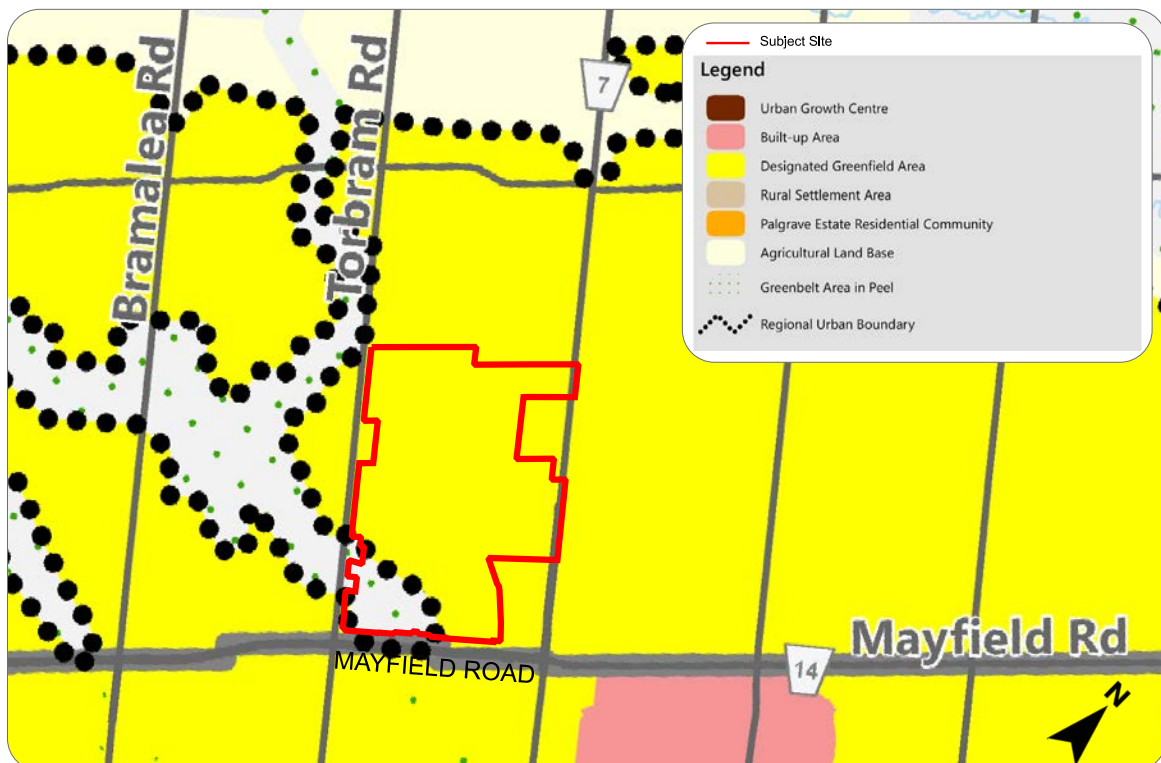 Subject Site
Legend
Urban Growth Centre
Built-up Area
Designated Greenfield Area
Rural Settlement Area
Palgrave Estate Residential Community
Agricultural Land Base
Greenbelt Area in Peel
Regional Urban Boundary
Bramalea Rd
Torbram Rd
7
Mayfield Rd
MAYFIELD ROAD
14
N